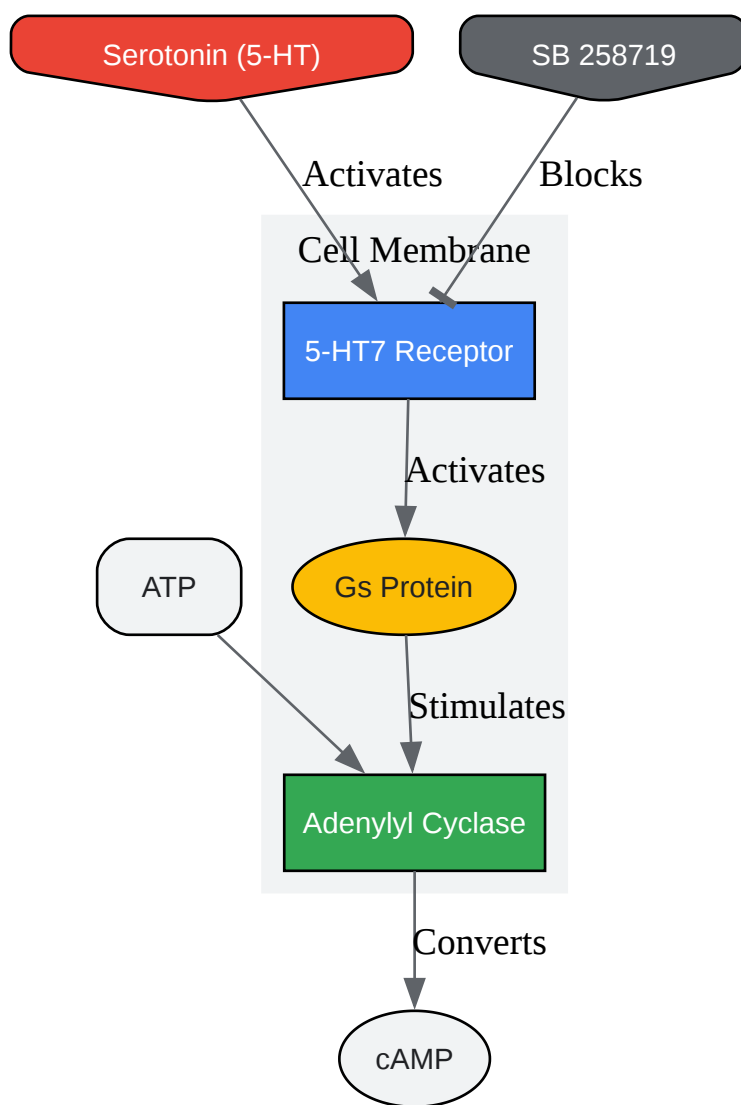 Serotonin (5-HT)
SB 258719
Activates
Blocks
Cell Membrane
5-HT7 Receptor
Activates
ATP
Gs Protein
Stimulates
Adenylyl Cyclase
Converts
cAMP